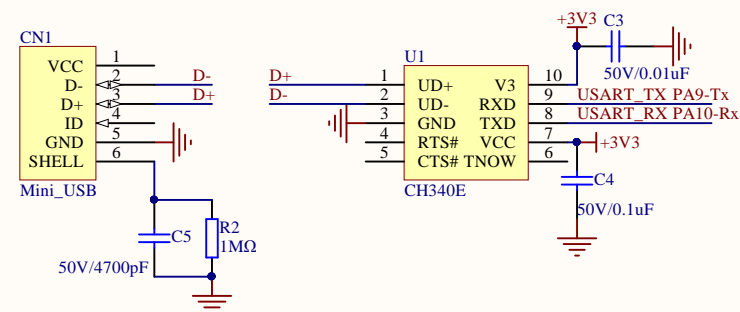 CN1
VCC 1
D- 2
D+ 3
ID 4
GND 5
SHELL 6
Mini_USB
D-
D+
C5
50V/4700pF
R2
1MΩ
D+
D-
U1
1 UD+ V3 10
2 UD- RXD 9
3 GND TXD 8
4 RTS# VCC 7
5 CTS# TNOW 6
CH340E
+3V3
C3
50V/0.01uF
USART_TX PA9-Tx
USART_RX PA10-Rx
+3V3
C4
50V/0.1uF